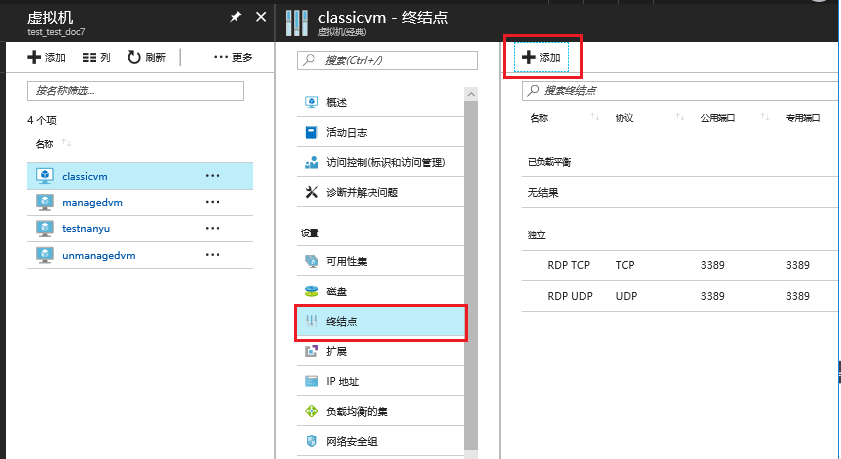 虚拟机
test_test_doc7
添加
列
刷新
更多
按名称筛选...
4 个项
名称
classicvm
managedvm
testnanyu
unmanagedvm
classicvm - 终结点
虚拟机(经典)
搜索(Ctrl+/)
概述
活动日志
访问控制(标识和访问管理)
诊断并解决问题
设置
可用性集
磁盘
终结点
扩展
IP 地址
负载均衡的集
网络安全组
添加
搜索终结点
名称 协议 公用端口 专用端口
已负载平衡
无结果
独立
RDP TCP TCP 3389 3389
RDP UDP UDP 3389 3389